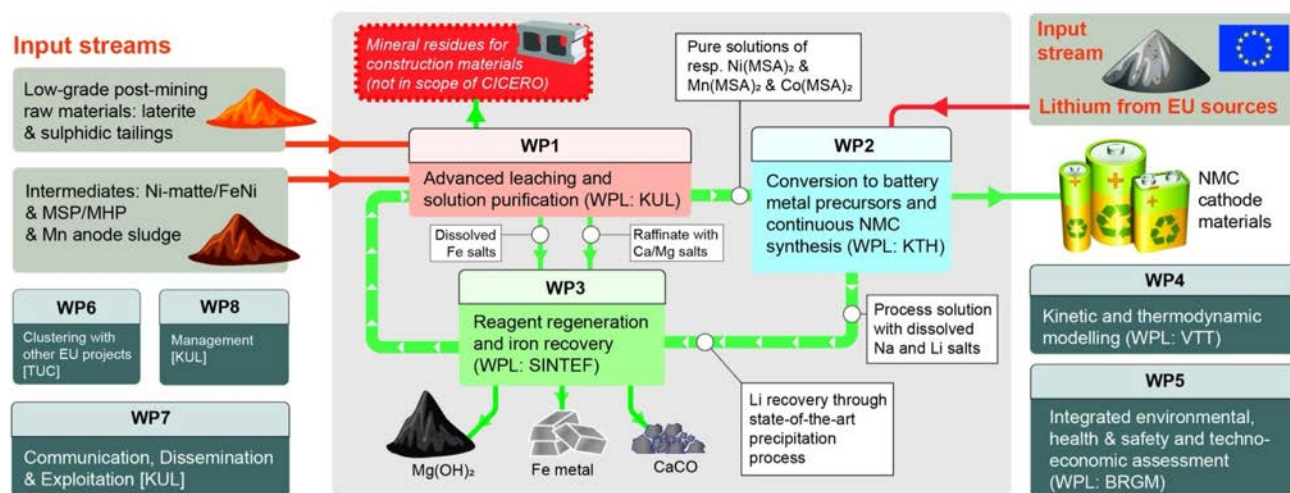 Input streams
Low-grade post-mining
raw materials: laterite
& sulphidic tailings
Intermediates: Ni-matte/FeNi
& MSP/MHP
& Mn anode sludge
WP6
Clustering with
other EU projects
[TUC]
WP8
Management
[KUL]
WP7
Communication, Dissemination
& Exploitation [KUL]
Mineral residues for
construction materials
(not in scope of CICERO)
Pure solutions of
resp. Ni(MSA)₂ &
Mn(MSA)₂ & Co(MSA)₂
WP1
Advanced leaching and
solution purification (WPL: KUL)
Dissolved
Fe salts
Raffinate with
Ca/Mg salts
WP2
Conversion to battery
metal precursors and
continuous NMC
synthesis (WPL: KTH)
WP3
Reagent regeneration
and iron recovery
(WPL: SINTEF)
Process solution
with dissolved
Na and Li salts
Li recovery through
state-of-the-art
precipitation
process
Mg(OH)₂
Fe metal
CaCO
Input
stream
Lithium from EU sources
NMC
cathode
materials
WP4
Kinetic and thermodynamic
modelling (WPL: VTT)
WP5
Integrated environmental,
health & safety and techno-
economic assessment
(WPL: BRGM)